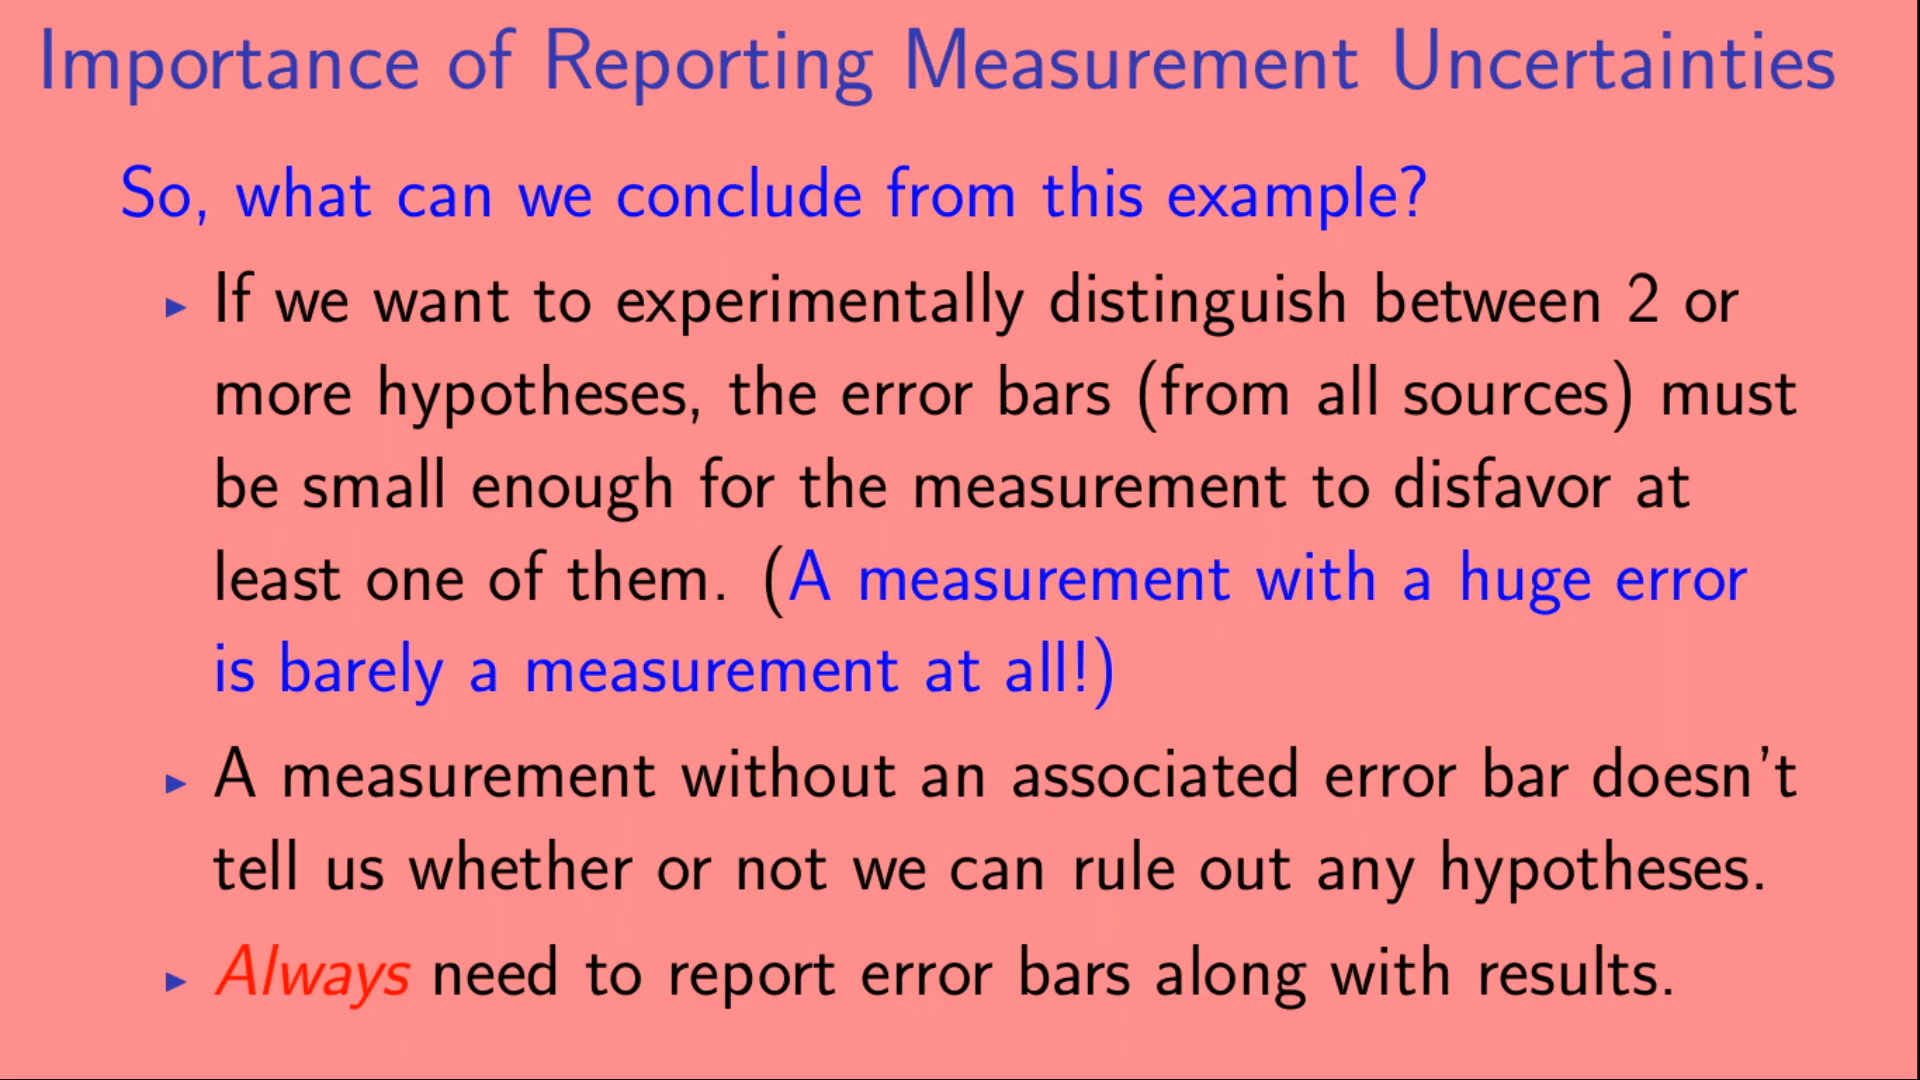 Importance of Reporting Measurement Uncertainties
So, what can we conclude from this example?
▸ If we want to experimentally distinguish between 2 or
more hypotheses, the error bars (from all sources) must
be small enough for the measurement to disfavor at
least one of them. (A measurement with a huge error
is barely a measurement at all!)
▸ A measurement without an associated error bar doesn't
tell us whether or not we can rule out any hypotheses.
▸ Always need to report error bars along with results.